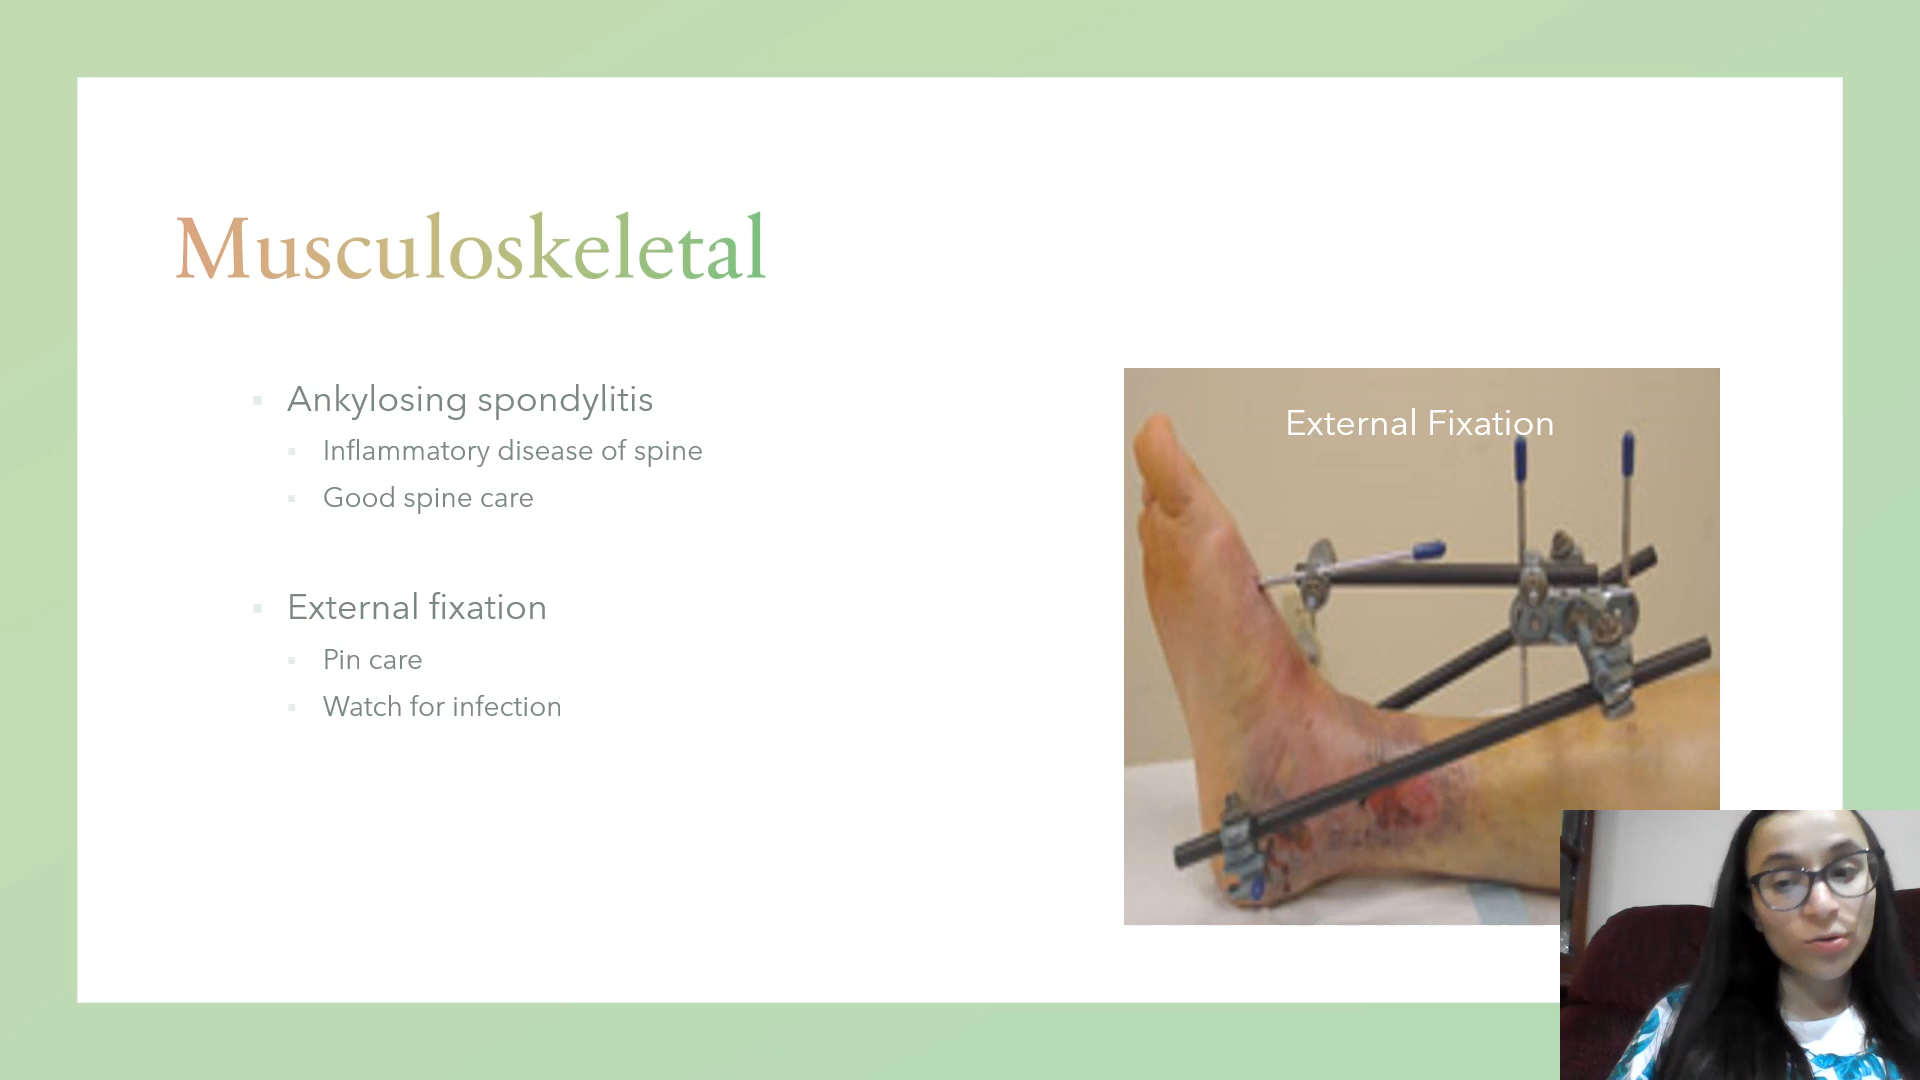 Musculoskeletal
Ankylosing spondylitis
Inflammatory disease of spine
Good spine care
External fixation
Pin care
Watch for infection
External Fixation